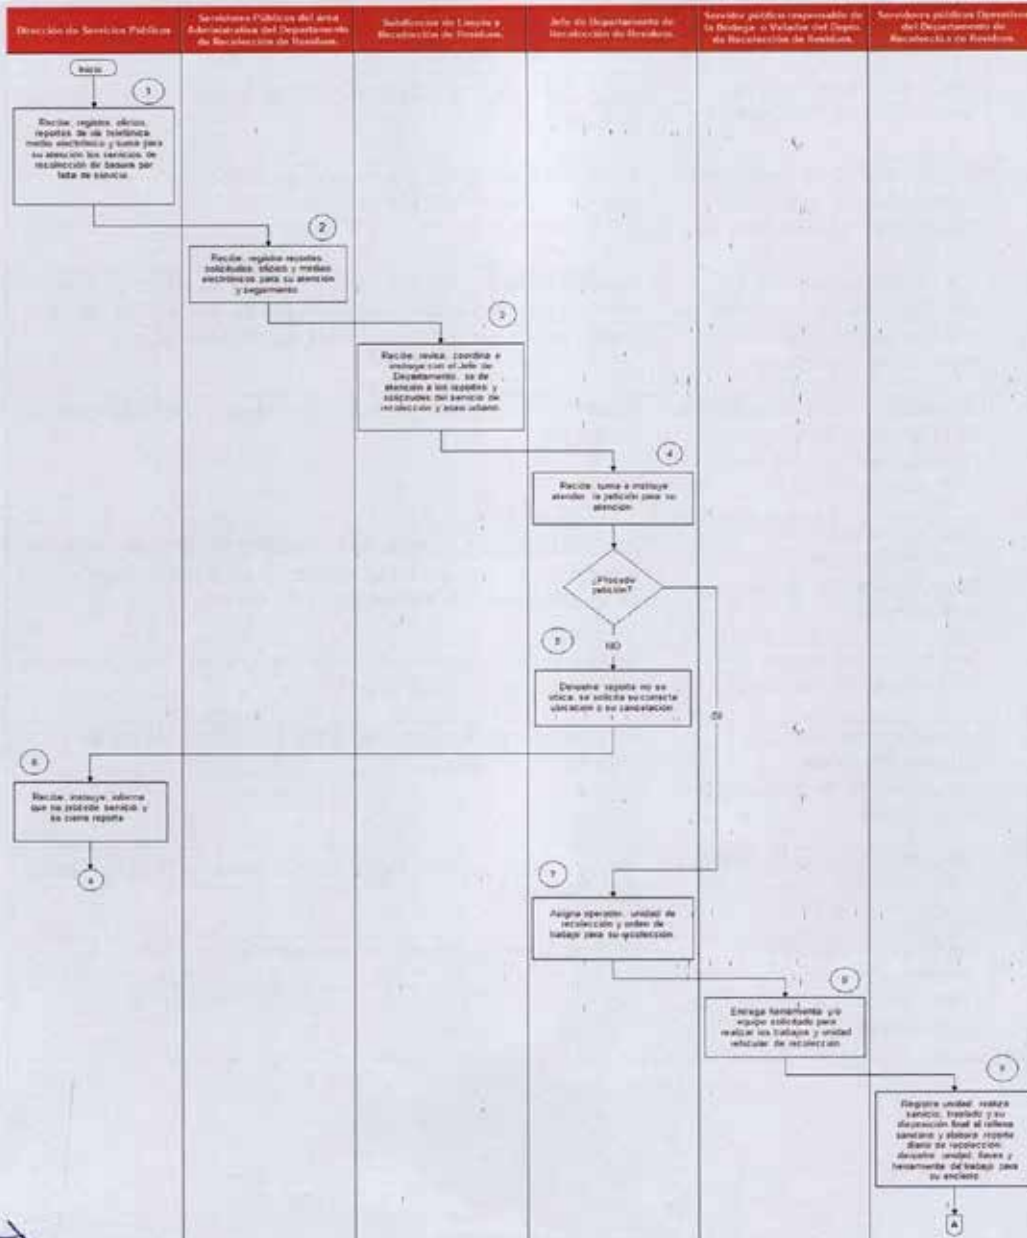 Dirección de Servicios Públicos
Servidores Públicos del área
Administrativa del Departamento
de Recolección de Residuos.
Subdirección de Limpia y
Recolección de Residuos.
Jefe de Departamento de
Recolección de Residuos.
Servidor público responsable de
la Bodega o Velador del Depto.
de Recolección de Residuos.
Servidores públicos Operativos
del Departamento de
Recolección de Residuos.
Inicio
1
Recibe, registra, oficios,
reportes de vía telefónica
medio electrónico y turna para
su atención los servicios de
recolección de basura por
falta de servicio
2
Recibe, registra reportes,
solicitudes, oficios y medios
electrónicos para su atención
y seguimiento
3
Recibe, revisa, coordina e
instruye con el Jefe de
Departamento, se de
atención a los reportes y
solicitudes del servicio de
recolección y aseo urbano.
4
Recibe, turna e instruye
atender la petición para su
atención
¿Procede
petición?
NO
5
Devuelve reporte no se
ubica, se solicita su correcta
ubicación o su cancelación
SI
6
Recibe, instruye, informa
que no procede servicio y
se cierra reporte
7
Asigna operador, unidad de
recolección y orden de
trabajo para su recolección.
8
Entrega herramienta y/o
equipo solicitado para
realizar los trabajos y unidad
vehicular de recolección
9
Registra unidad, realiza
servicio, traslado y su
disposición final al relleno
sanitario y elabora reporte
diario de recolección,
devuelve unidad, llaves y
herramienta de trabajo para
su encierro
A